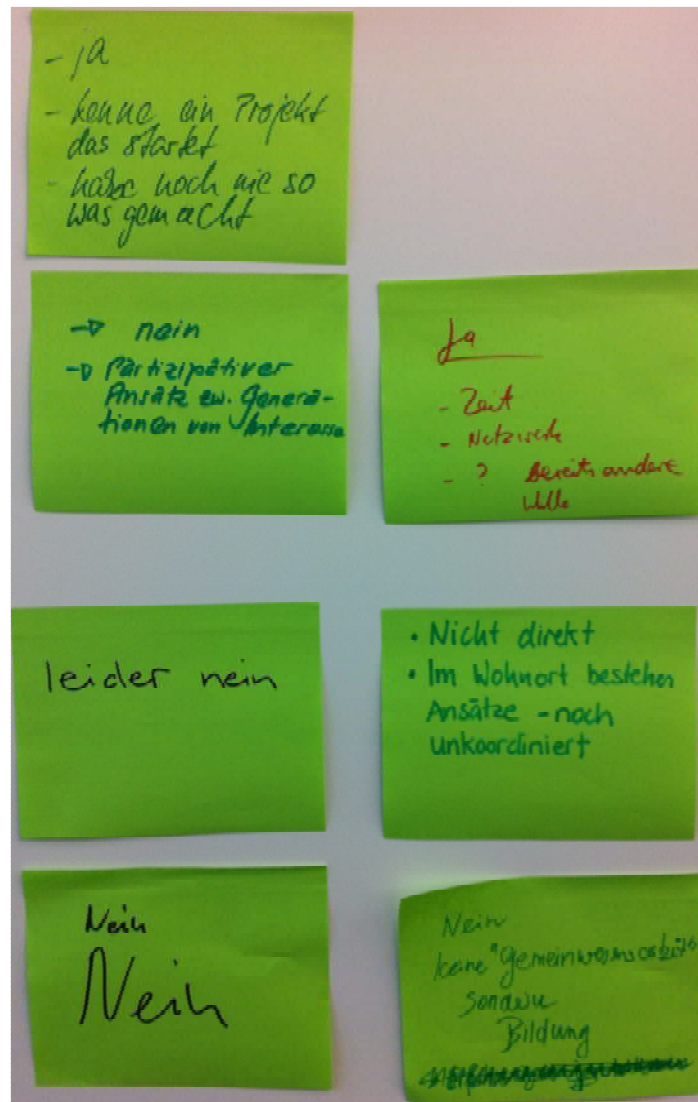 - ja
- kenne ein Projekt
das startet
- habe noch nie so
was gemacht
→ nein
→ Partizipativer
Ansatz zw. Genera-
tionen von Interesse
Ja
- Zeit
- Netzwerk
- ? Bereits andere
leider nein
• Nicht direkt
• Im Wohnort bestehen
Ansätze - noch
unkoordiniert
Nein
Nein
Nein
keine "Gemeinwesensarbeit"
sondern
Bildung